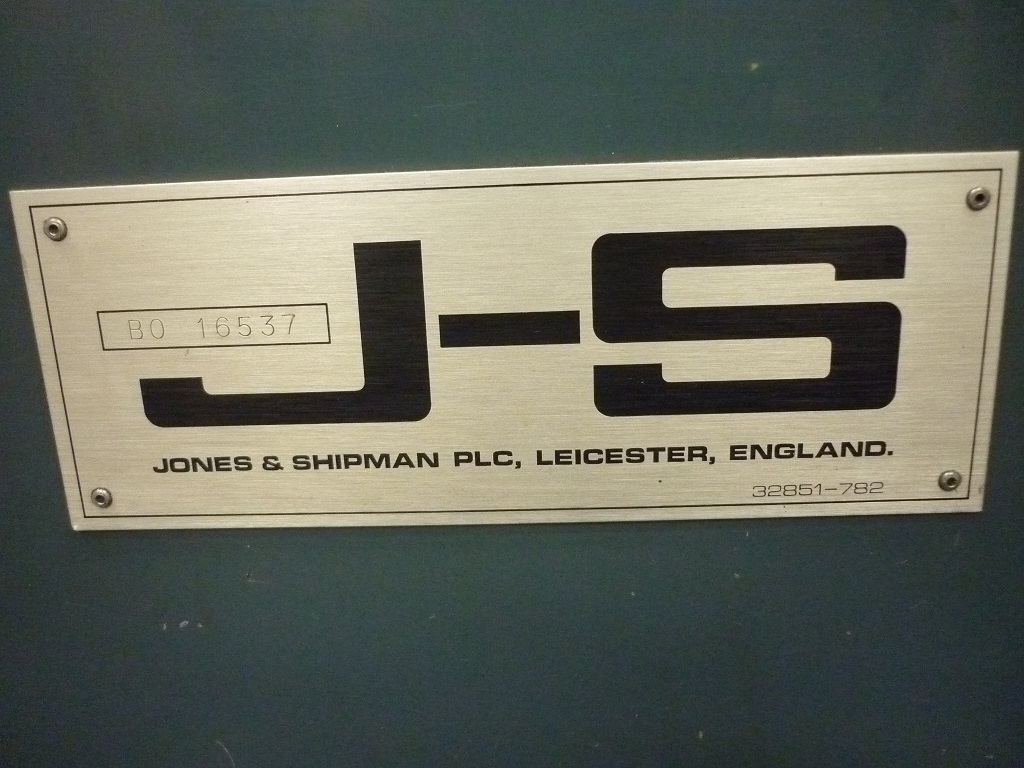 BO 16537
J-S
JONES & SHIPMAN PLC, LEICESTER, ENGLAND.
32851-782